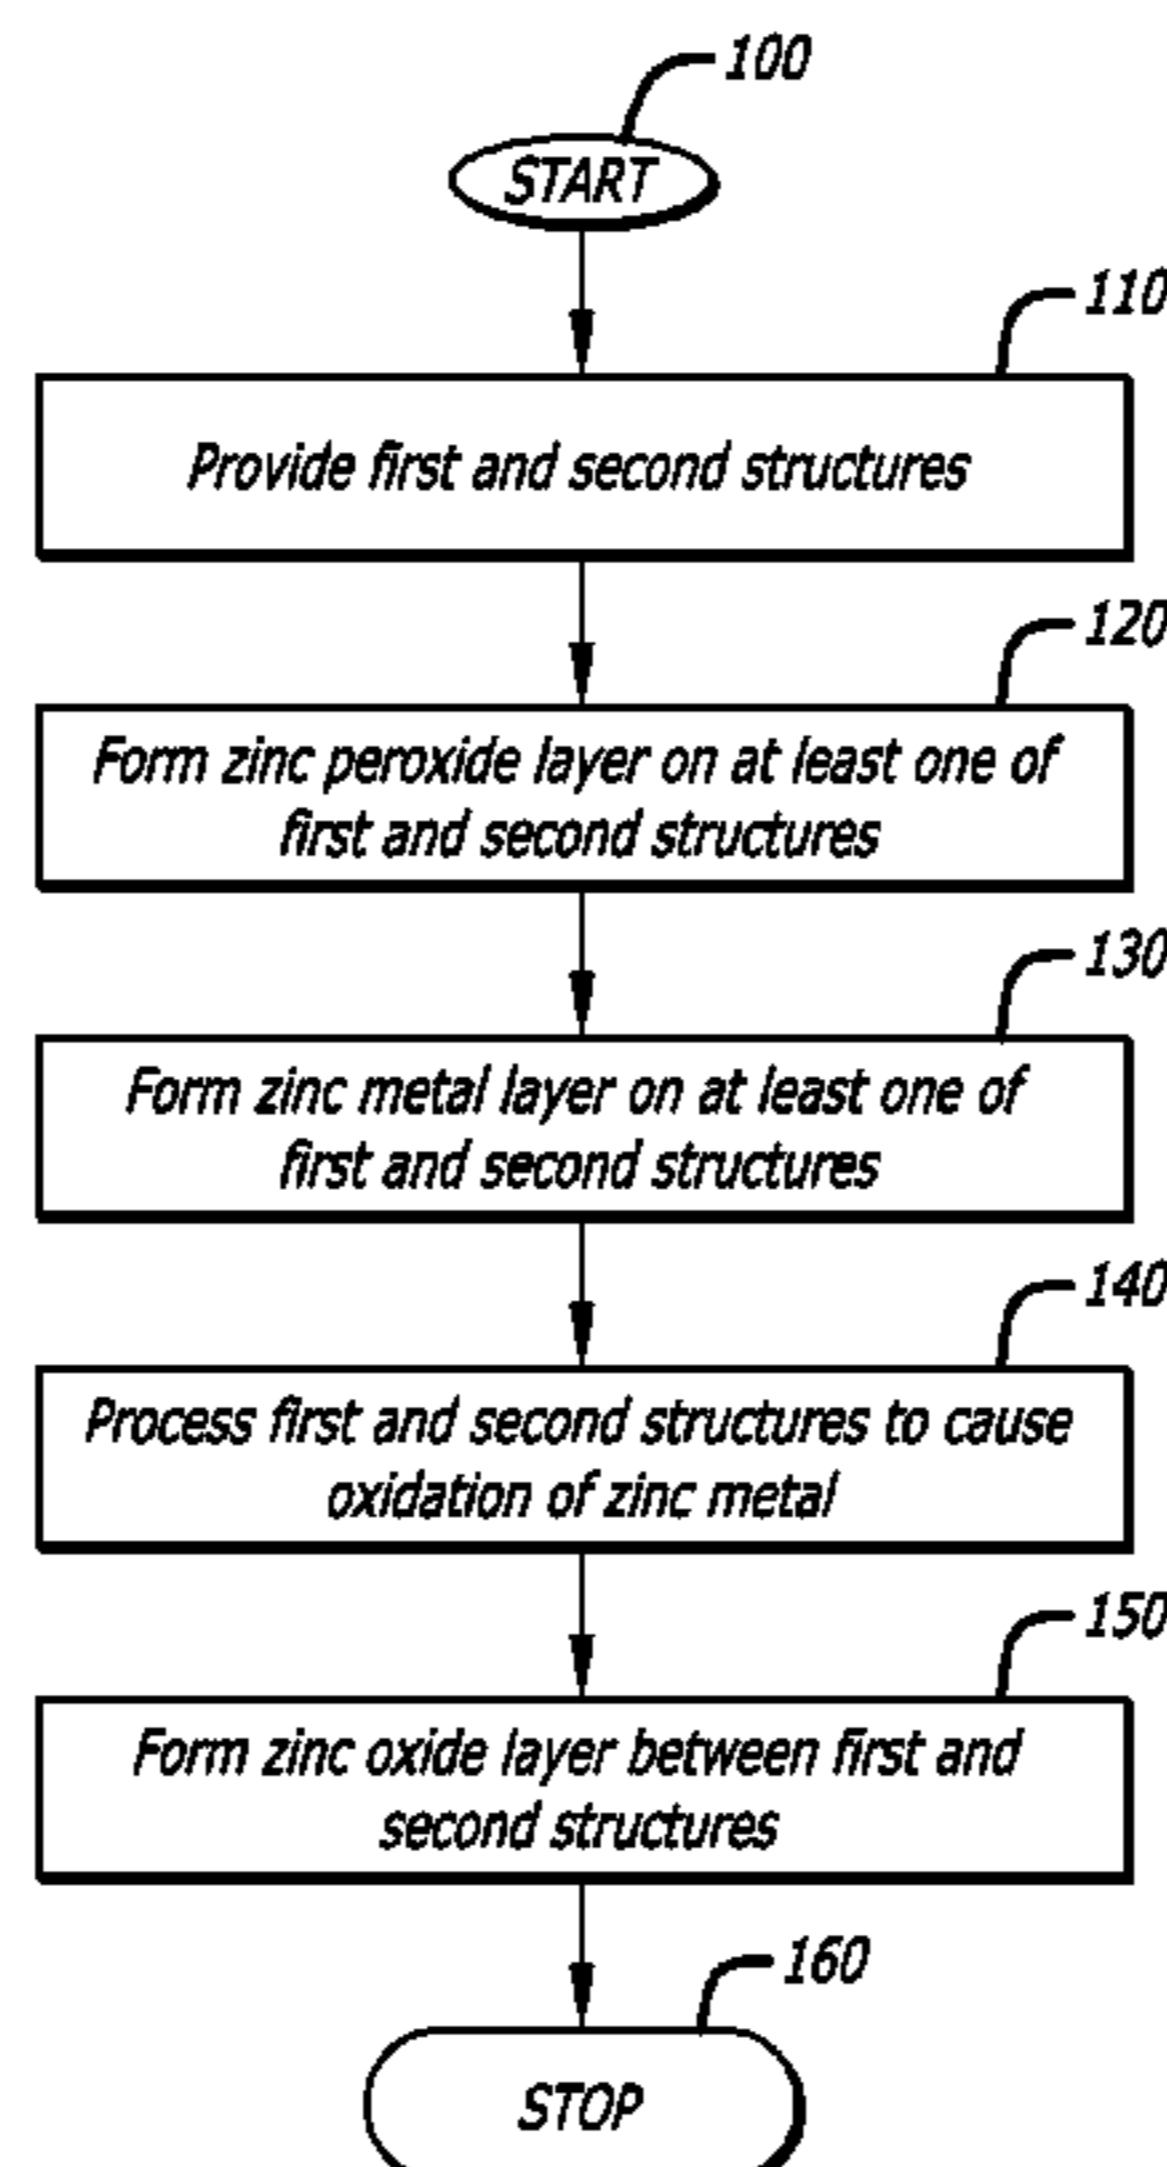 100
START
110
Provide first and second structures
120
Form zinc peroxide layer on at least one of
first and second structures
130
Form zinc metal layer on at least one of
first and second structures
140
Process first and second structures to cause
oxidation of zinc metal
150
Form zinc oxide layer between first and
second structures
160
STOP